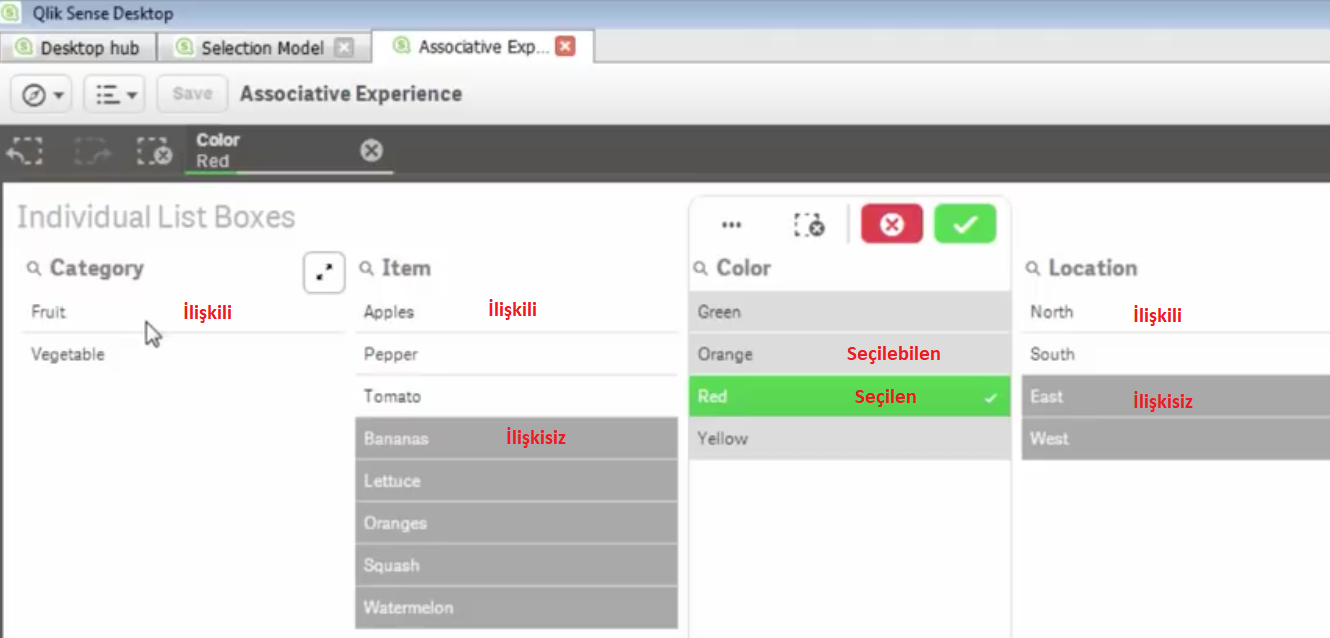 Qlik Sense Desktop
Desktop hub
Selection Model
Associative Exp...
Save
Associative Experience
Color
Red
Individual List Boxes
Category
Fruit İlişkili
Vegetable
Item
Apples İlişkili
Pepper
Tomato
Bananas İlişkisiz
Lettuce
Oranges
Squash
Watermelon
Color
Green
Orange Seçilebilen
Red Seçilen
Yellow
Location
North İlişkili
South
East İlişkisiz
West